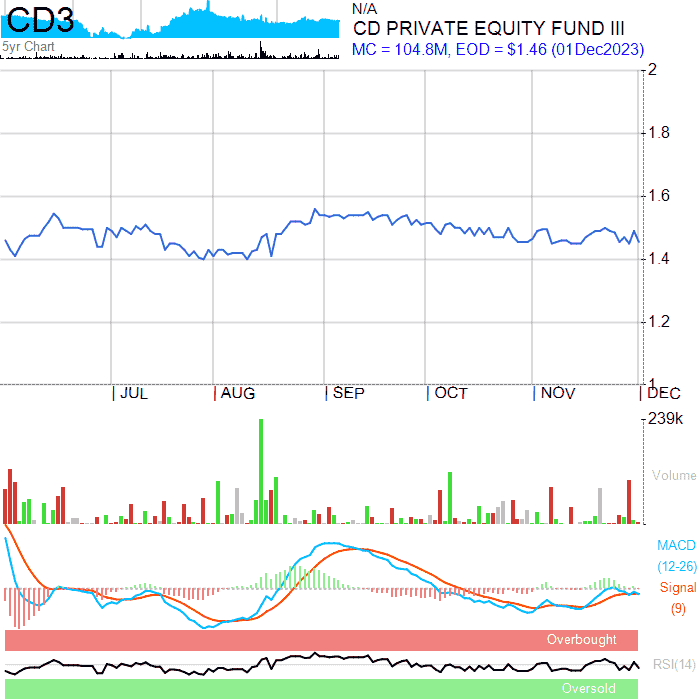 CD3
5yr Chart
N/A
CD PRIVATE EQUITY FUND III
MC = 104.8M, EOD = $1.46 (01Dec2023)
2
1.8
1.6
1.4
1.2
1
JUL AUG SEP OCT NOV DEC
239k
Volume
MACD
(12-26)
Signal
(9)
Overbought
RSI(14)
Oversold